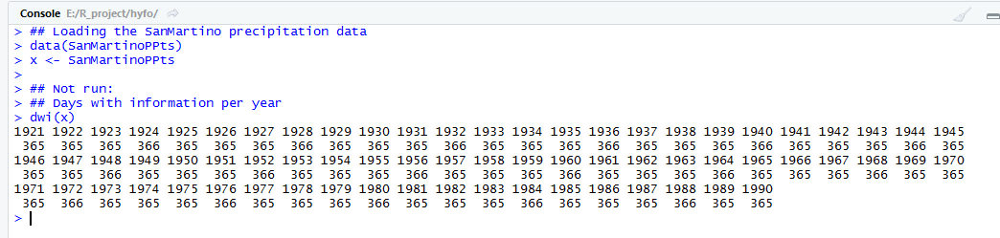 Console E:/R_project/hyfo/
> ## Loading the SanMartino precipitation data
> data(SanMartinoPPts)
> x <- SanMartinoPPts
>
> ## Not run:
> ## Days with information per year
> dwi(x)
1921 1922 1923 1924 1925 1926 1927 1928 1929 1930 1931 1932 1933 1934 1935 1936 1937 1938 1939 1940 1941 1942 1943 1944 1945
365 365 365 366 365 365 365 366 365 365 365 366 365 365 365 366 365 365 365 366 365 365 365 366 365
1946 1947 1948 1949 1950 1951 1952 1953 1954 1955 1956 1957 1958 1959 1960 1961 1962 1963 1964 1965 1966 1967 1968 1969 1970
365 365 366 365 365 365 366 365 365 365 366 365 365 365 366 365 365 365 366 365 365 365 366 365 365
1971 1972 1973 1974 1975 1976 1977 1978 1979 1980 1981 1982 1983 1984 1985 1986 1987 1988 1989 1990
365 366 365 365 365 366 365 365 365 366 365 365 365 366 365 365 365 366 365 365
>